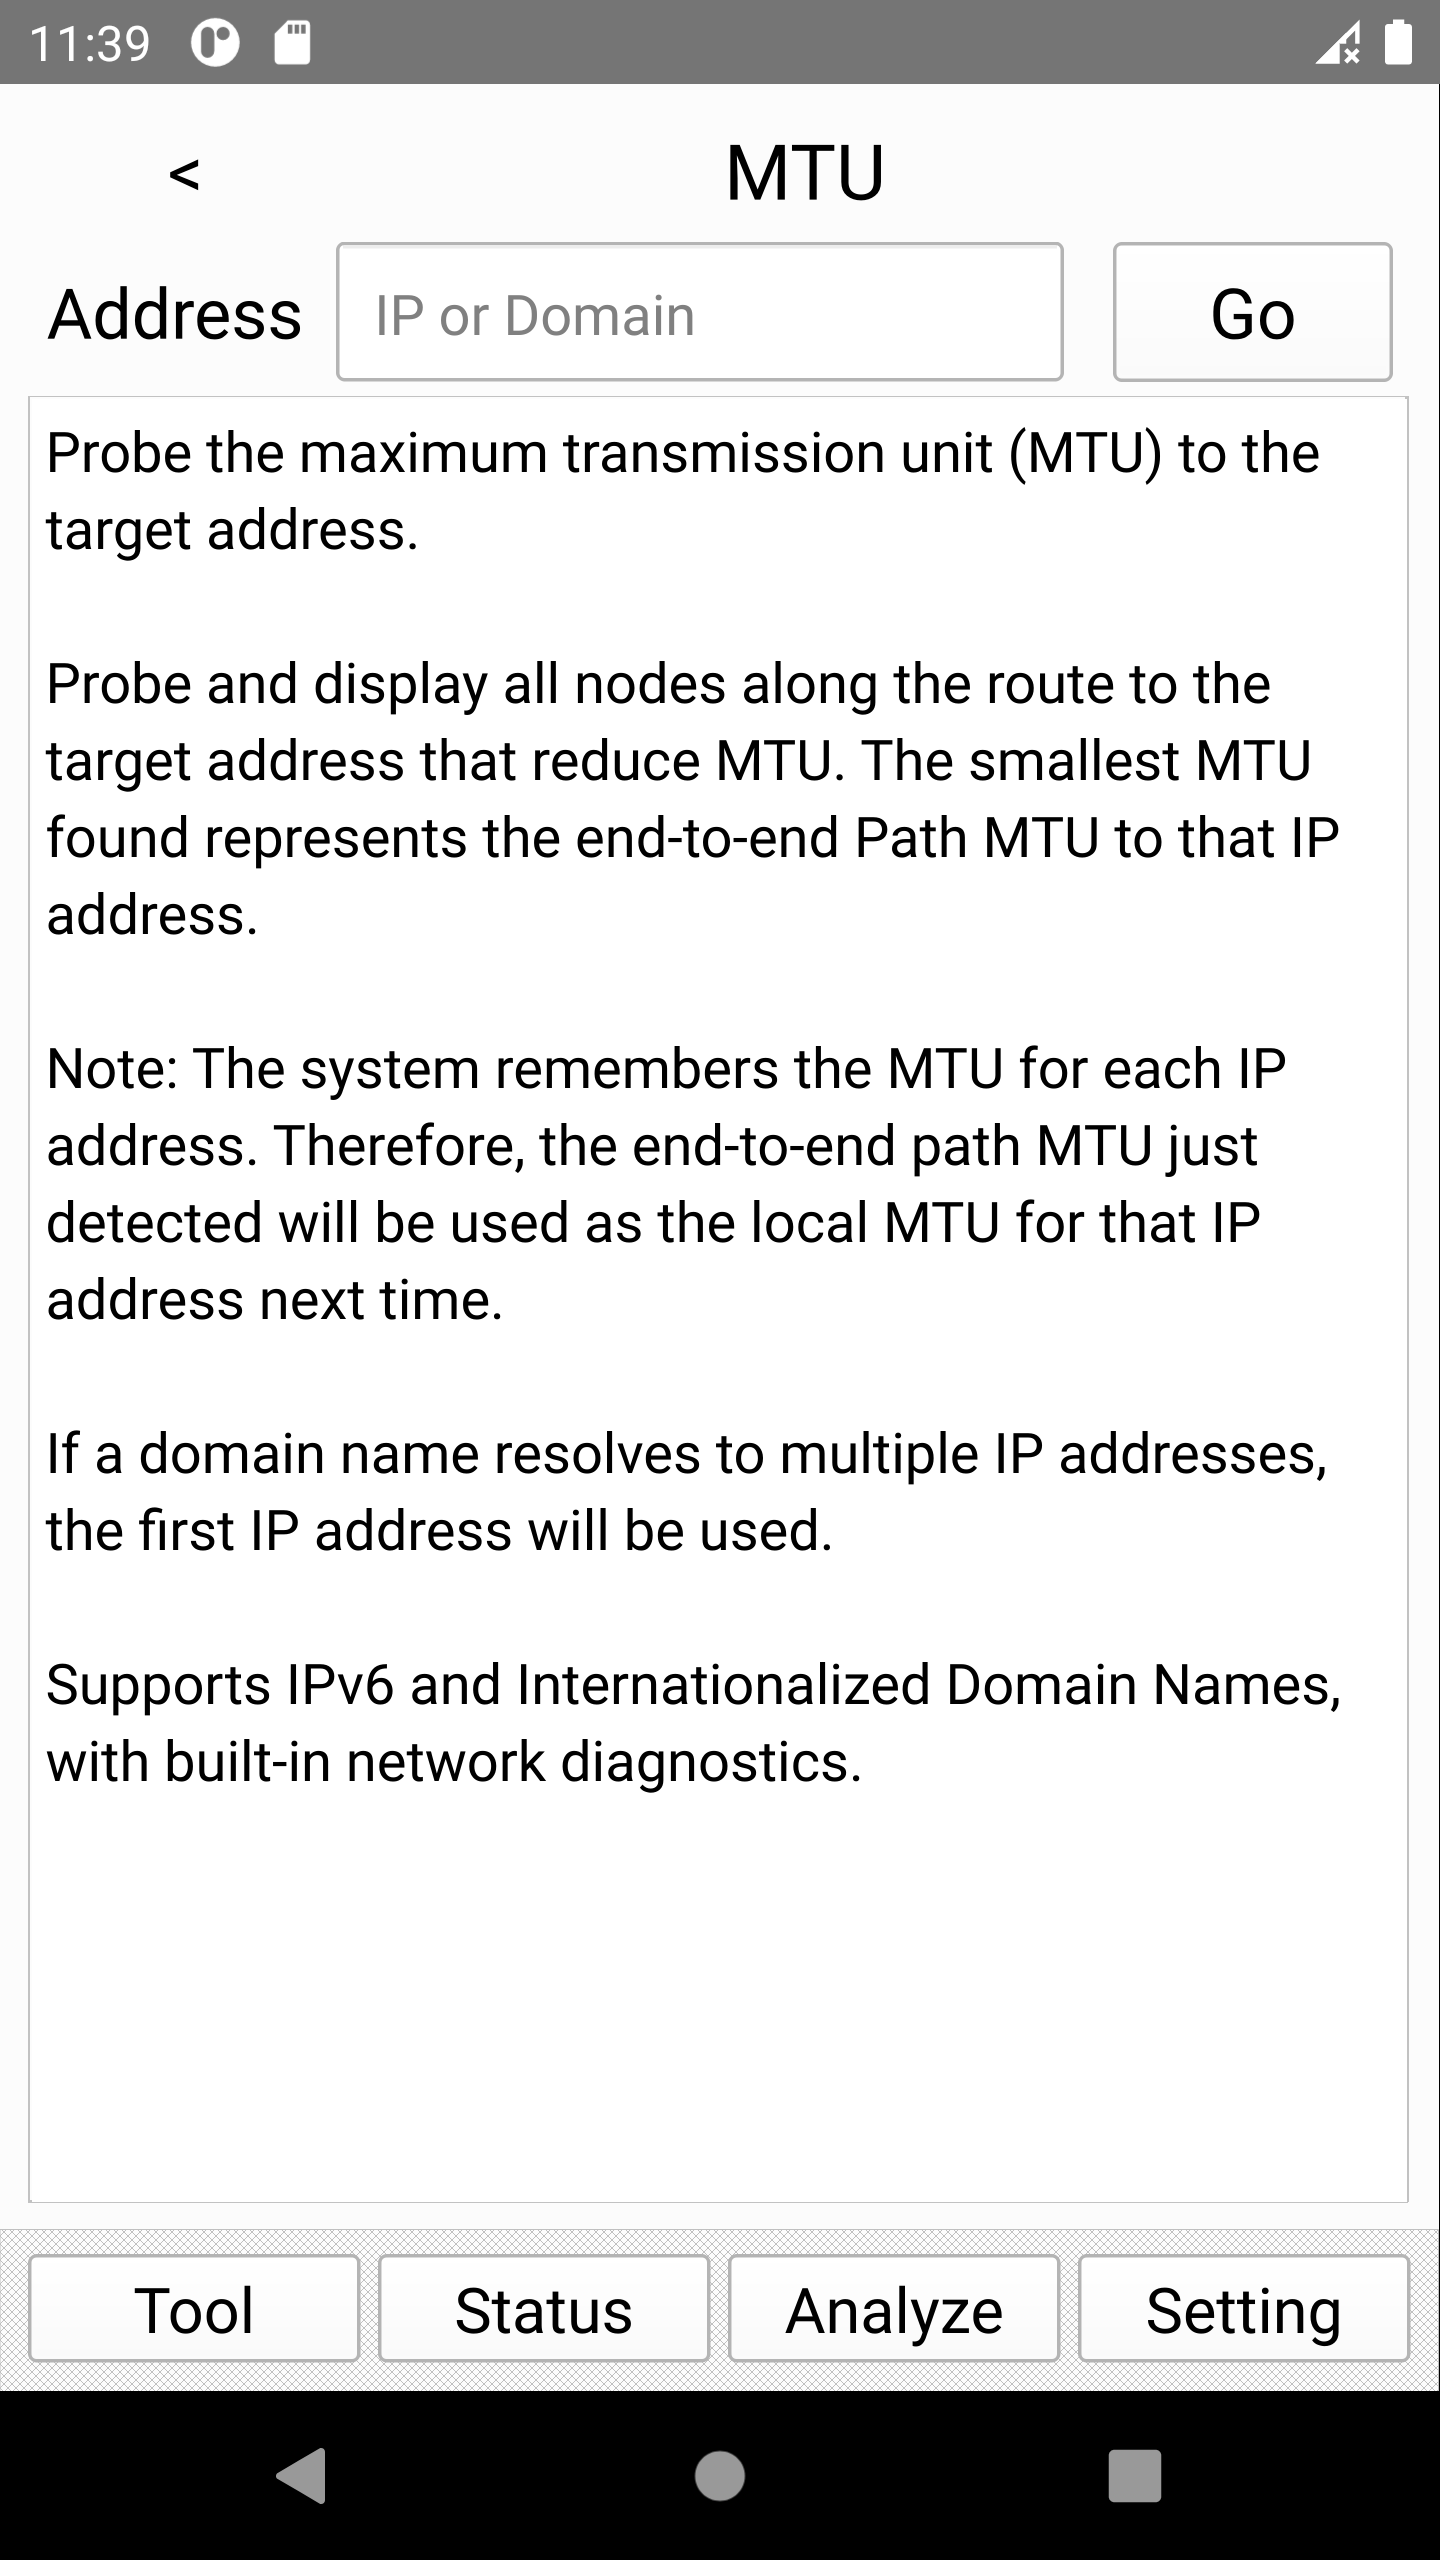 11:39
<
MTU
Address
IP or Domain
Go
Probe the maximum transmission unit (MTU) to the
target address.
Probe and display all nodes along the route to the
target address that reduce MTU. The smallest MTU
found represents the end-to-end Path MTU to that IP
address.
Note: The system remembers the MTU for each IP
address. Therefore, the end-to-end path MTU just
detected will be used as the local MTU for that IP
address next time.
If a domain name resolves to multiple IP addresses,
the first IP address will be used.
Supports IPv6 and Internationalized Domain Names,
with built-in network diagnostics.
Tool
Status
Analyze
Setting